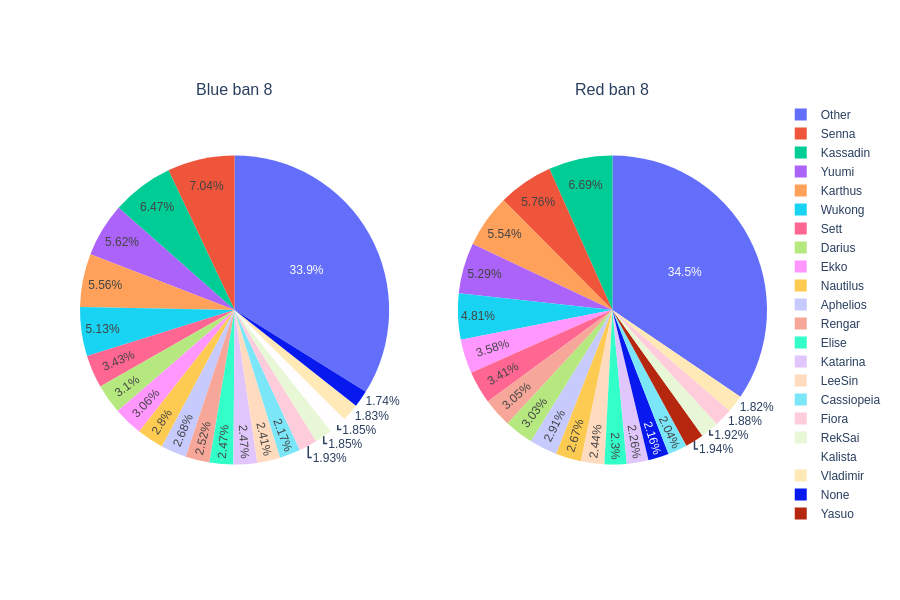 Blue ban 8
Red ban 8
33.9%
7.04%
6.47%
5.62%
5.56%
5.13%
3.43%
3.1%
3.06%
2.8%
2.68%
2.52%
2.47%
2.47%
2.41%
2.17%
1.93%
1.85%
1.85%
1.83%
1.74%
34.5%
6.69%
5.76%
5.54%
5.29%
4.81%
3.58%
3.41%
3.05%
3.03%
2.91%
2.67%
2.44%
2.3%
2.26%
2.16%
2.04%
1.94%
1.92%
1.88%
1.82%
Other
Senna
Kassadin
Yuumi
Karthus
Wukong
Sett
Darius
Ekko
Nautilus
Aphelios
Rengar
Elise
Katarina
LeeSin
Cassiopeia
Fiora
RekSai
Kalista
Vladimir
None
Yasuo